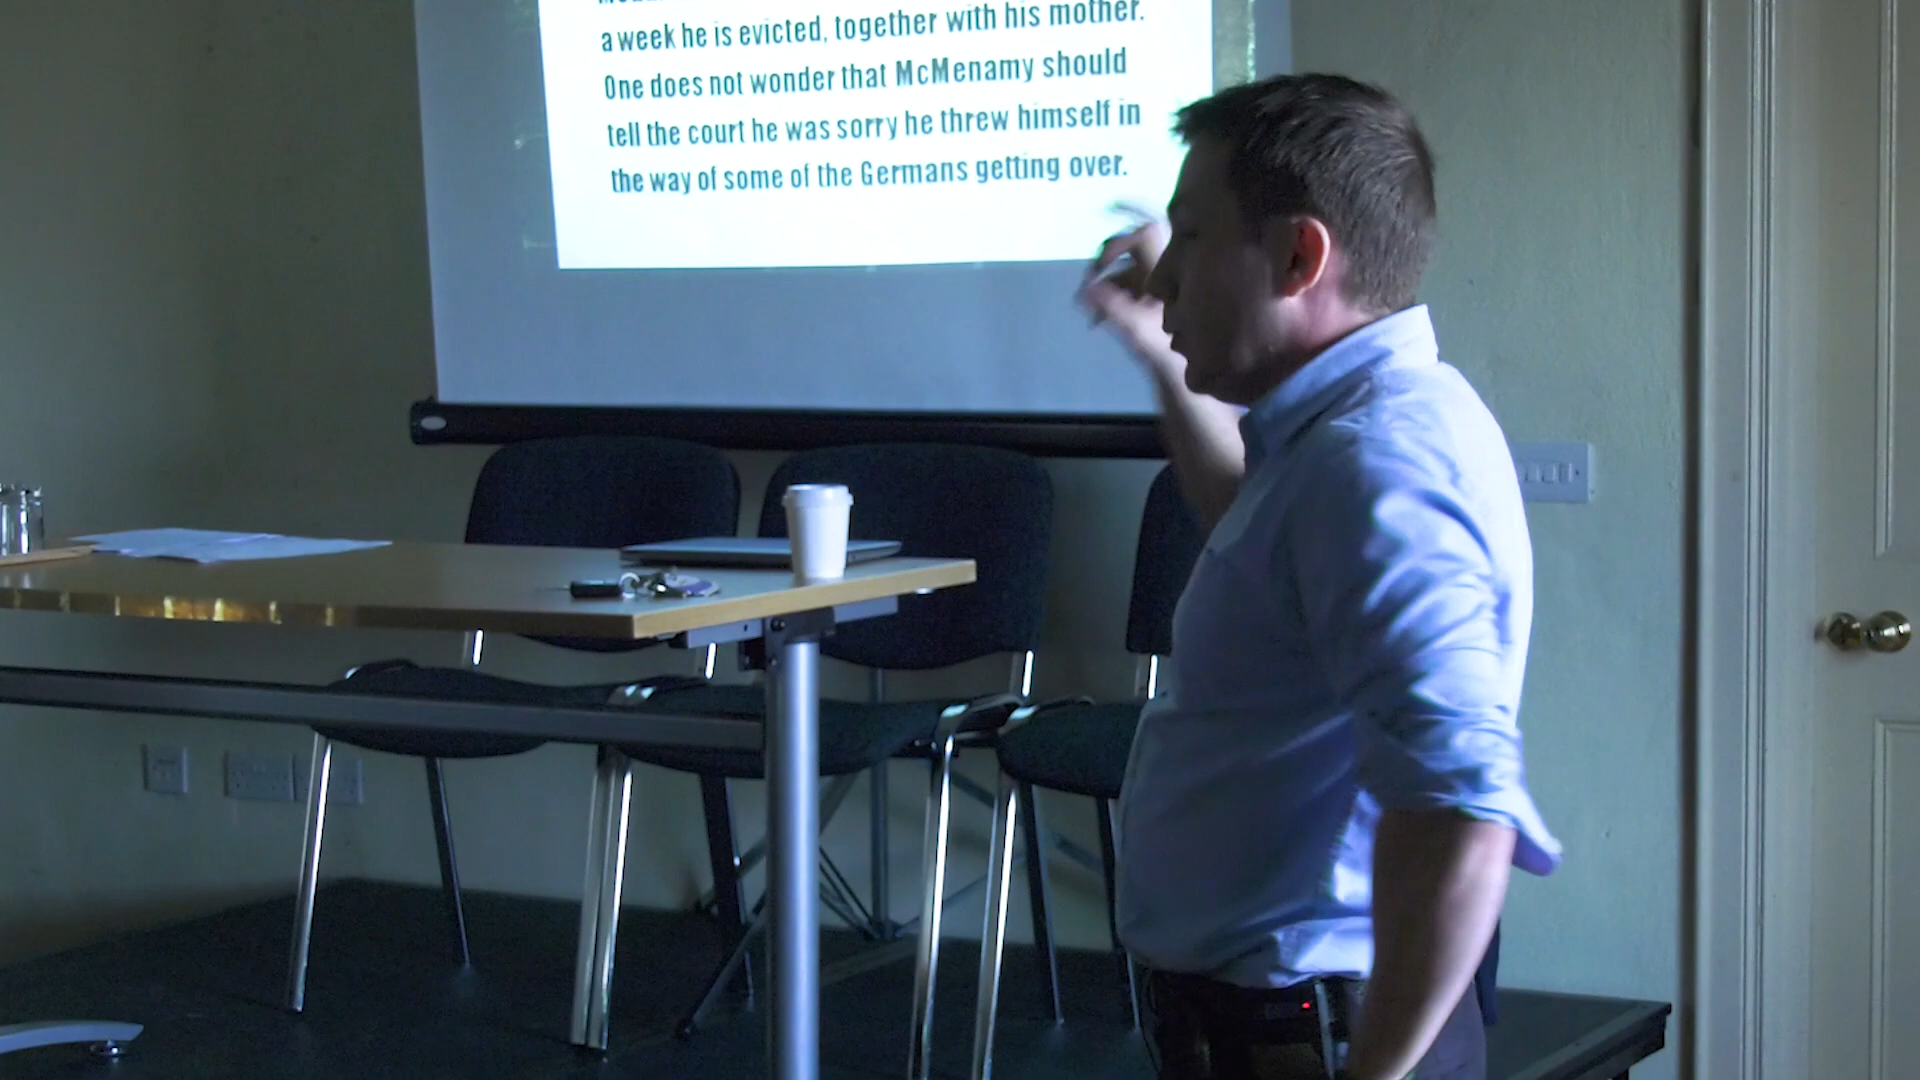 a week he is evicted, together with his mother.
One does not wonder that McMenamy should
tell the court he was sorry he threw himself in
the way of some of the Germans getting over.